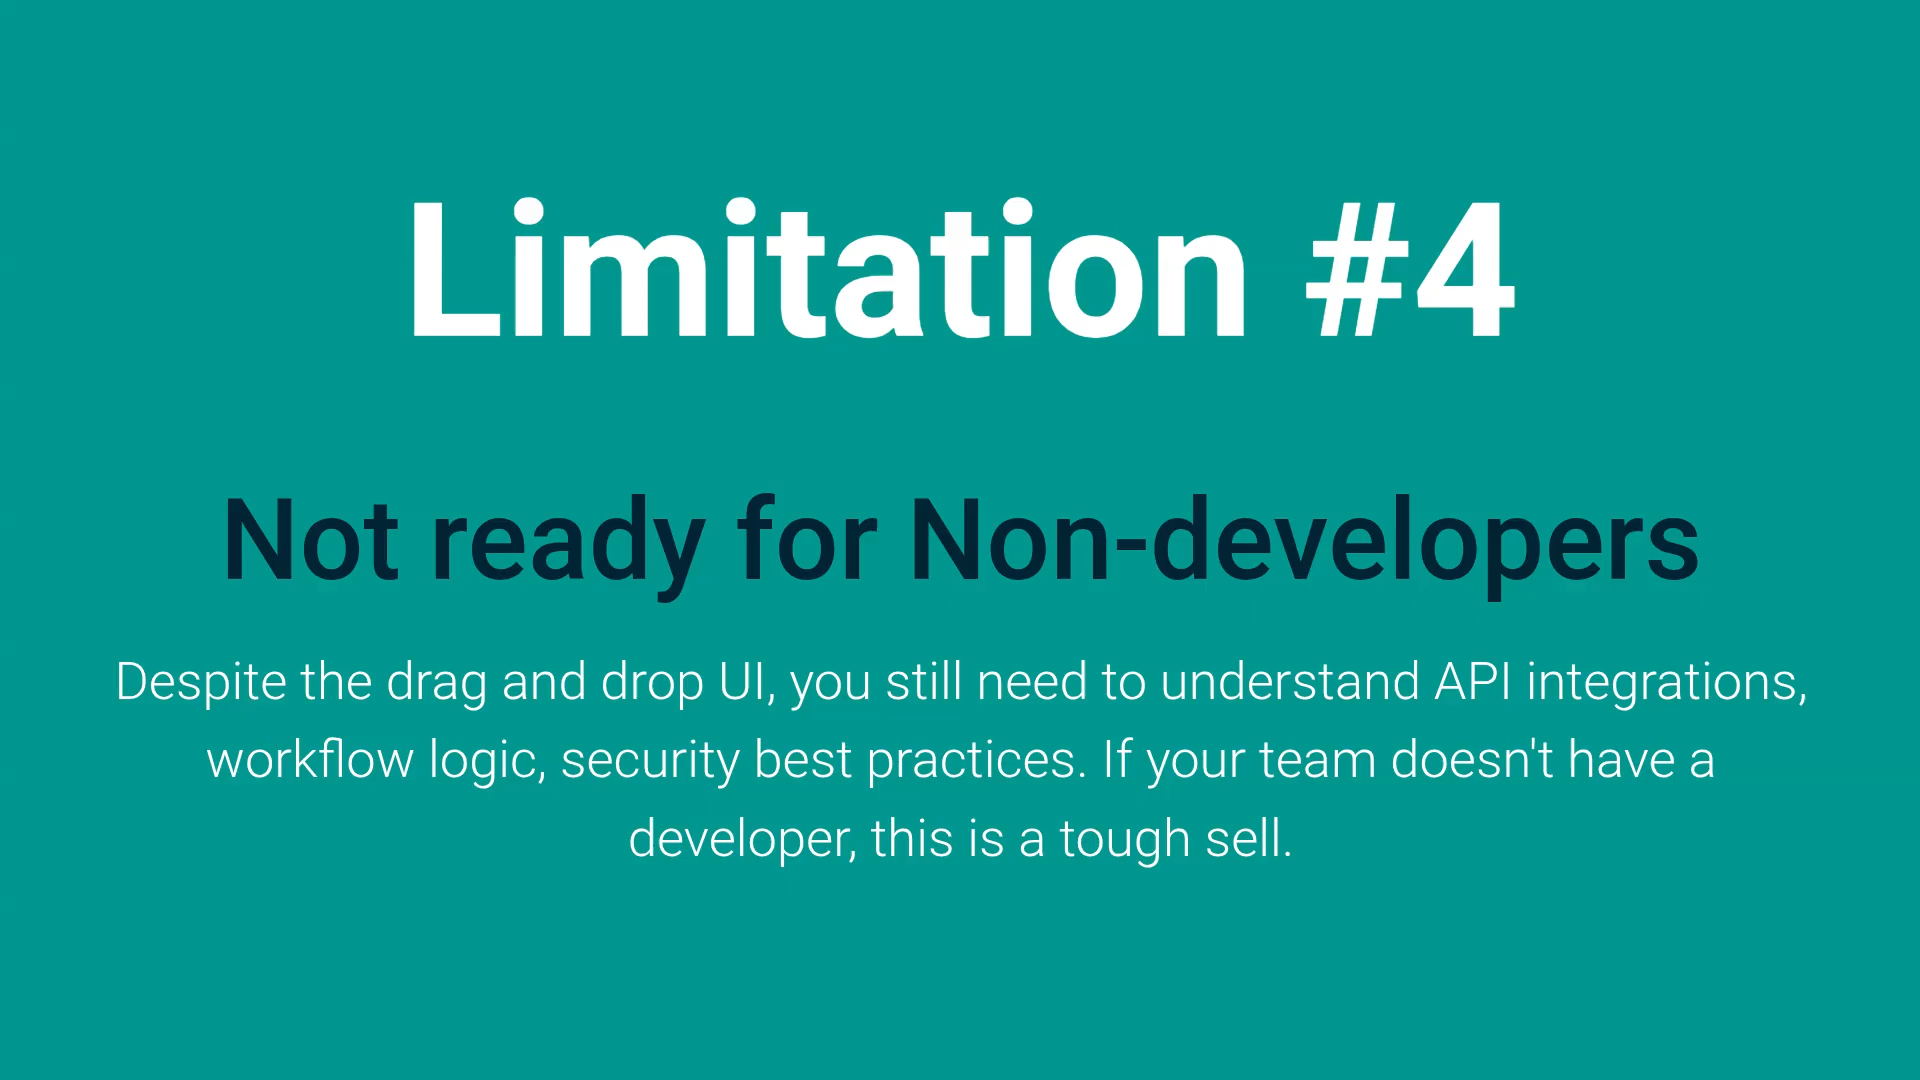 Limitation #4
Not ready for Non-developers
Despite the drag and drop UI, you still need to understand API integrations,
workflow logic, security best practices. If your team doesn't have a
developer, this is a tough sell.